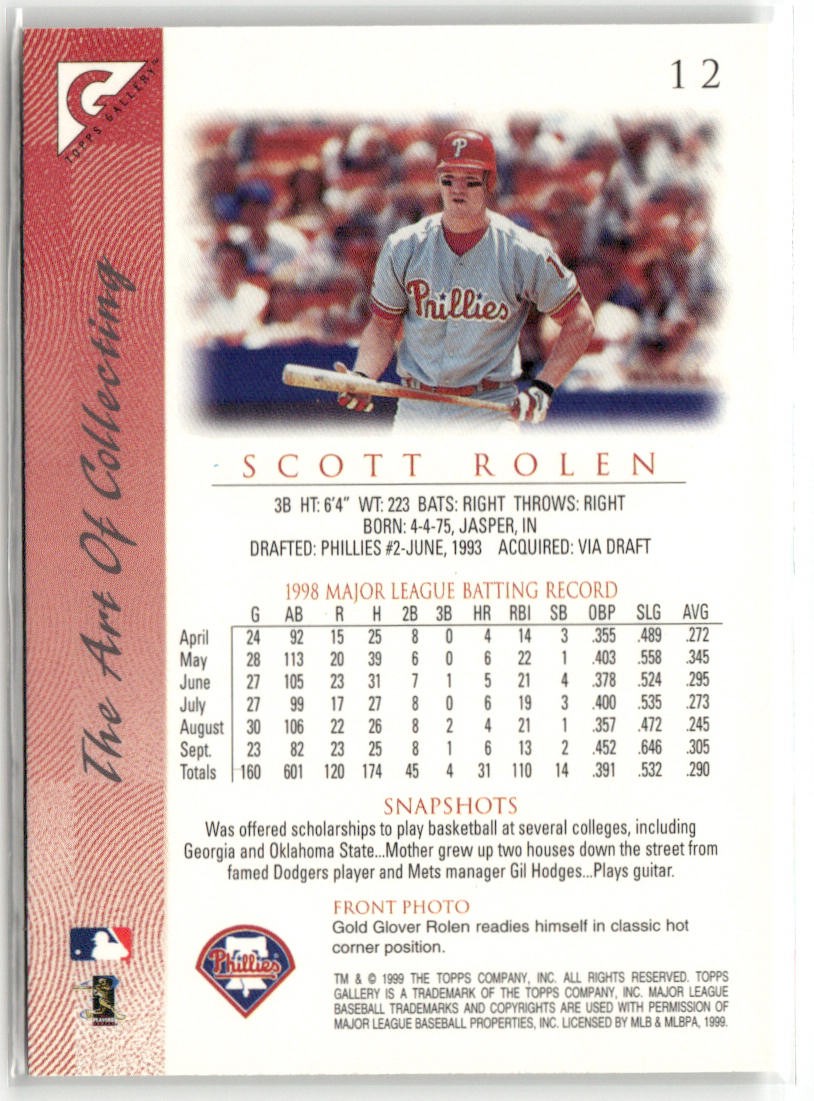 12
TOPPS GALLERY™
The Art Of Collecting
P
Phillies
1
SCOTT ROLEN
3B HT: 6'4" WT: 223 BATS: RIGHT THROWS: RIGHT
BORN: 4-4-75, JASPER, IN
DRAFTED: PHILLIES #2-JUNE, 1993 ACQUIRED: VIA DRAFT
1998 MAJOR LEAGUE BATTING RECORD
G AB R H 2B 3B HR RBI SB OBP SLG AVG
April 24 92 15 25 8 0 4 14 3 .355 .489 .272
May 28 113 20 39 6 0 6 22 1 .403 .558 .345
June 27 105 23 31 7 1 5 21 4 .378 .524 .295
July 27 99 17 27 8 0 6 19 3 .400 .535 .273
August 30 106 22 26 8 2 4 21 1 .357 .472 .245
Sept. 23 82 23 25 8 1 6 13 2 .452 .646 .305
Totals 160 601 120 174 45 4 31 110 14 .391 .532 .290
SNAPSHOTS
Was offered scholarships to play basketball at several colleges, including
Georgia and Oklahoma State...Mother grew up two houses down the street from
famed Dodgers player and Mets manager Gil Hodges...Plays guitar.
FRONT PHOTO
Gold Glover Rolen readies himself in classic hot
corner position.
Phillies
TM & © 1999 THE TOPPS COMPANY, INC. ALL RIGHTS RESERVED. TOPPS
GALLERY IS A TRADEMARK OF THE TOPPS COMPANY, INC. MAJOR LEAGUE
BASEBALL TRADEMARKS AND COPYRIGHTS ARE USED WITH PERMISSION OF
MAJOR LEAGUE BASEBALL PROPERTIES, INC. LICENSED BY MLB & MLBPA, 1999.